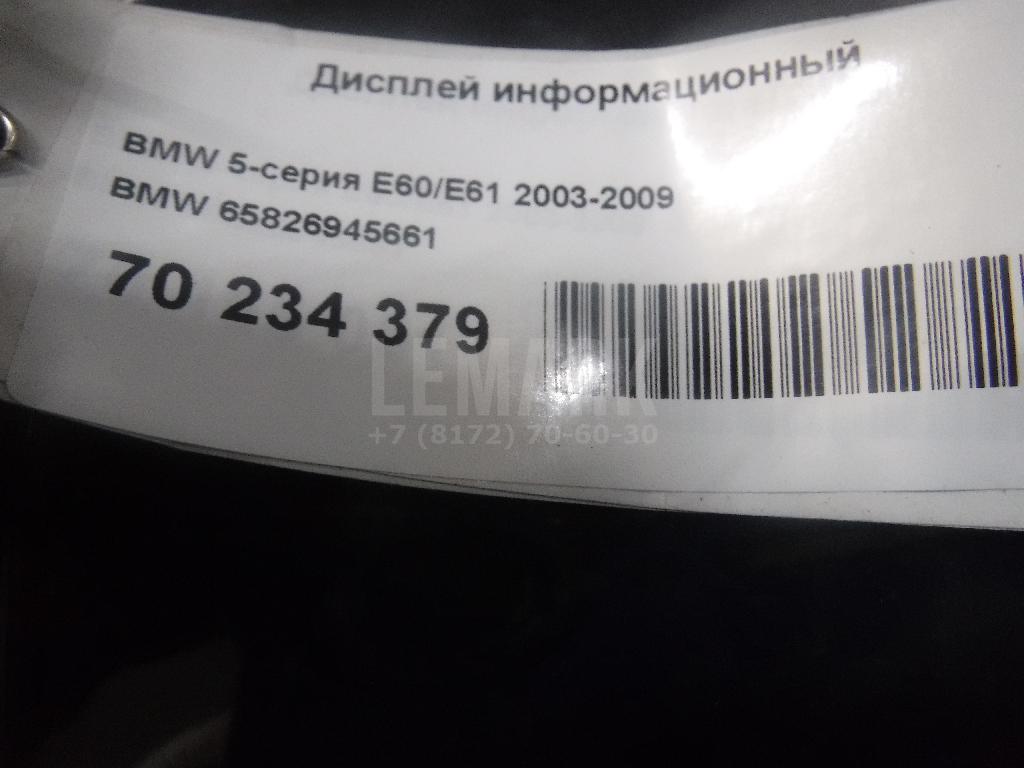 Дисплей информационный
BMW 5-серия E60/E61 2003-2009
BMW 65826945661
70 234 379
LEMARK
+7 (8172) 70-60-30